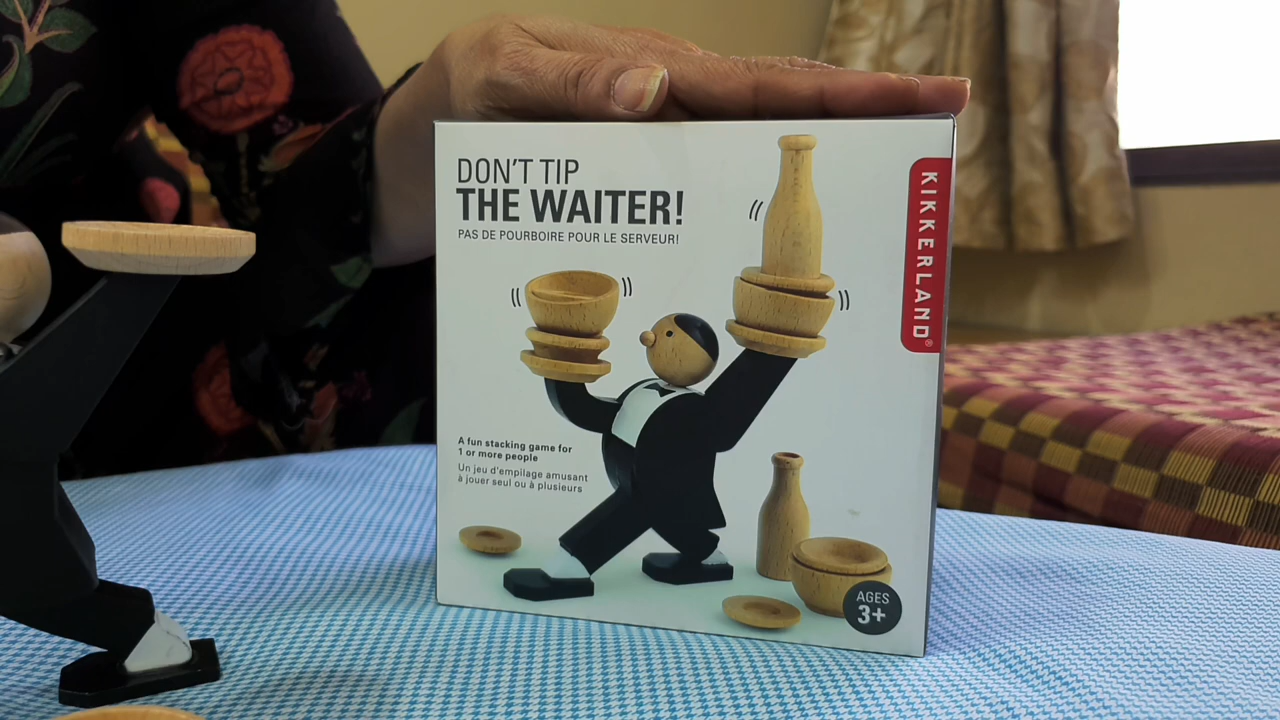 DON'T TIP
THE WAITER!
PAS DE POURBOIRE POUR LE SERVEUR!
KIKKERLAND®
A fun stacking game for
1 or more people
Un jeu d'empilage amusant
à jouer seul ou à plusieurs
AGES
3+